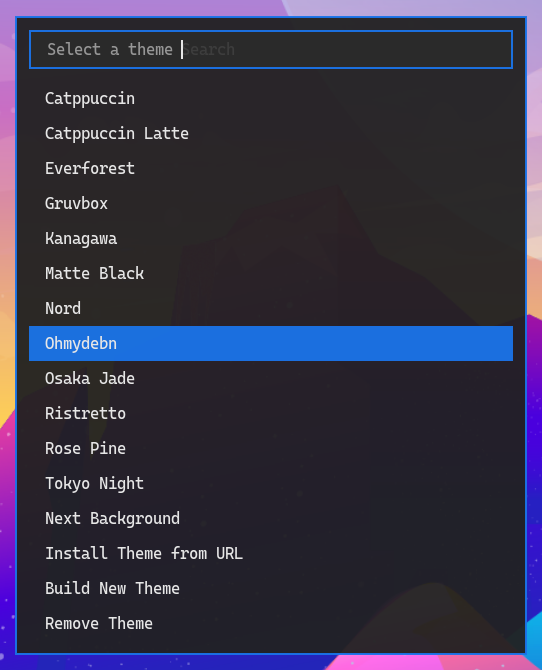 Select a theme Search
Catppuccin
Catppuccin Latte
Everforest
Gruvbox
Kanagawa
Matte Black
Nord
Ohmydebn
Osaka Jade
Ristretto
Rose Pine
Tokyo Night
Next Background
Install Theme from URL
Build New Theme
Remove Theme